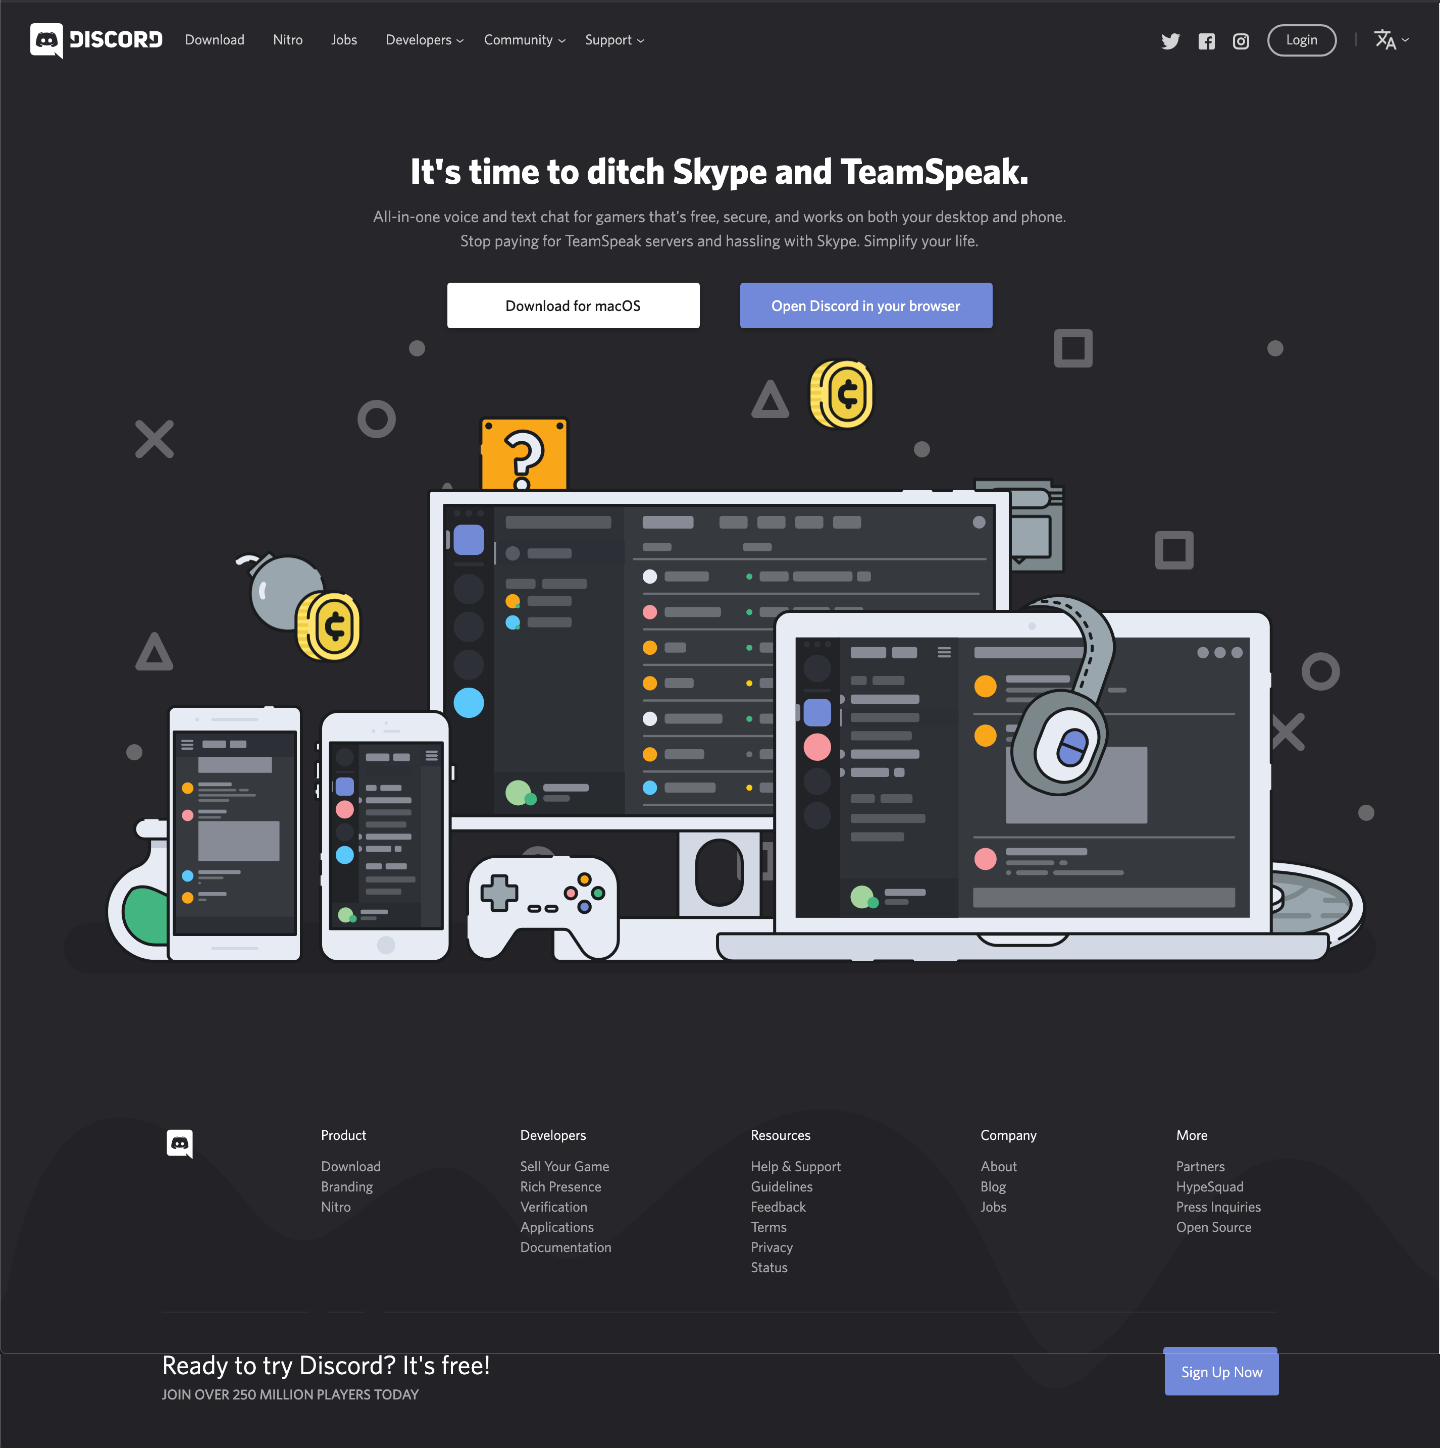 DISCORD Download Nitro Jobs Developers Community Support Login
It's time to ditch Skype and TeamSpeak.
All-in-one voice and text chat for gamers that's free, secure, and works on both your desktop and phone.
Stop paying for TeamSpeak servers and hassling with Skype. Simplify your life.
Download for macOS
Open Discord in your browser
?
Product
Download
Branding
Nitro
Developers
Sell Your Game
Rich Presence
Verification
Applications
Documentation
Resources
Help & Support
Guidelines
Feedback
Terms
Privacy
Status
Company
About
Blog
Jobs
More
Partners
HypeSquad
Press Inquiries
Open Source
Ready to try Discord? It's free!
JOIN OVER 250 MILLION PLAYERS TODAY
Sign Up Now